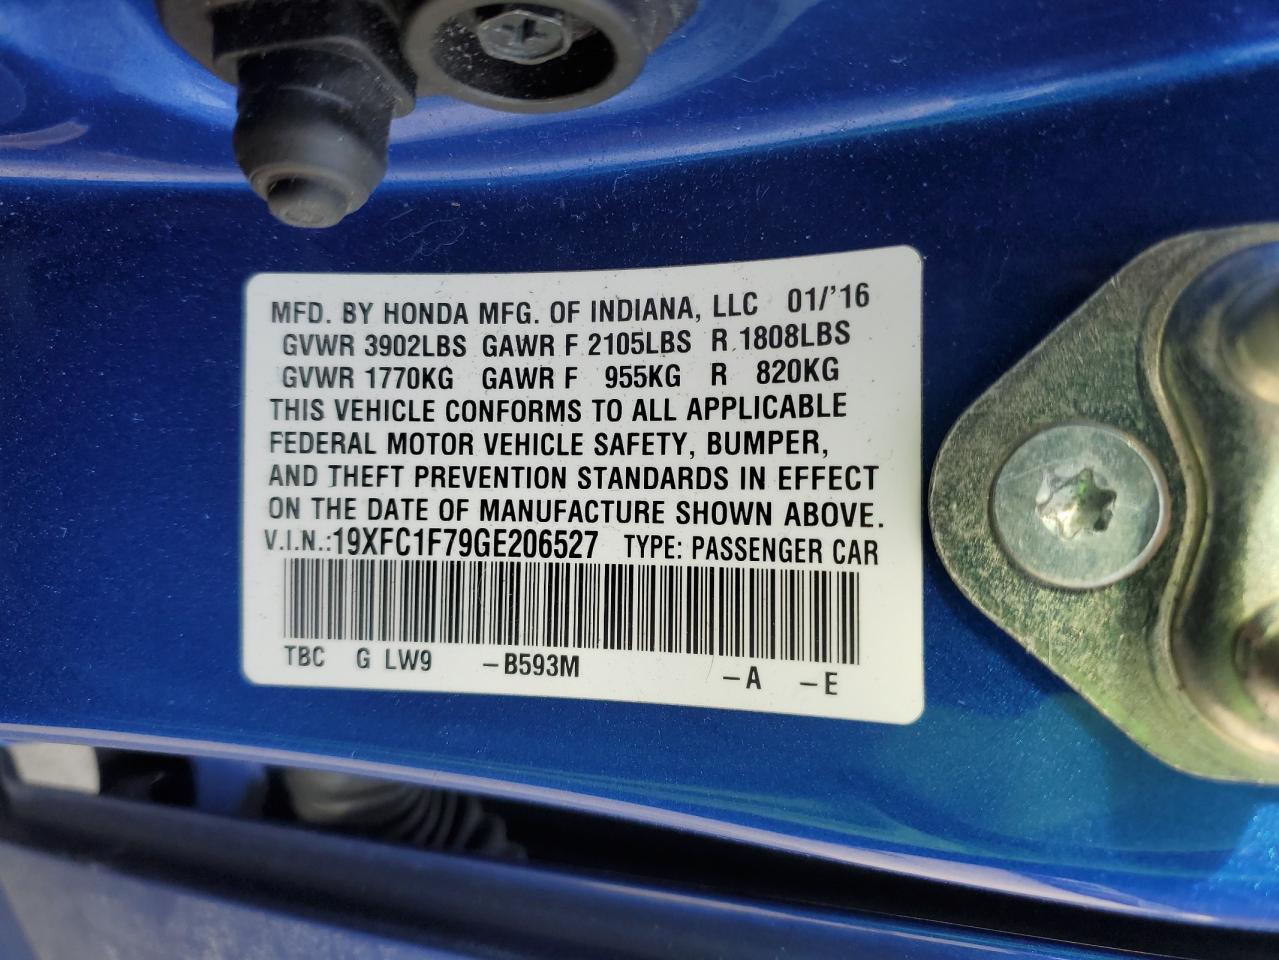 MFD. BY HONDA MFG. OF INDIANA, LLC 01/'16
GVWR 3902LBS GAWR F 2105LBS R 1808LBS
GVWR 1770KG GAWR F 955KG R 820KG
THIS VEHICLE CONFORMS TO ALL APPLICABLE
FEDERAL MOTOR VEHICLE SAFETY, BUMPER,
AND THEFT PREVENTION STANDARDS IN EFFECT
ON THE DATE OF MANUFACTURE SHOWN ABOVE.
V.I.N.:19XFC1F79GE206527 TYPE: PASSENGER CAR
TBC G LW9 -B593M -A -E